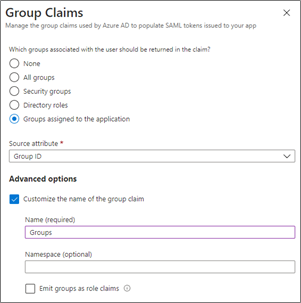 Group Claims
Manage the group claims used by Azure AD to populate SAML tokens issued to your app
Which groups associated with the user should be returned in the claim?
None
All groups
Security groups
Directory roles
Groups assigned to the application
Source attribute *
Group ID
Advanced options
Customize the name of the group claim
Name (required)
Groups
Namespace (optional)
Emit groups as role claims